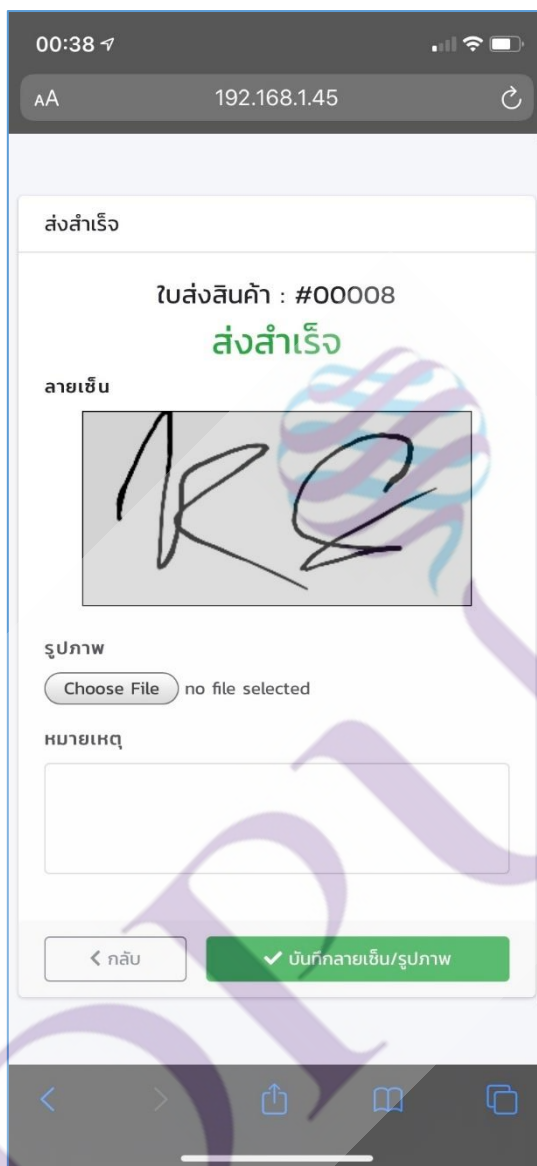 00:38
AA 192.168.1.45
ส่งสำเร็จ
ใบส่งสินค้า : #00008
ส่งสำเร็จ
ลายเซ็น
รูปภาพ
Choose File no file selected
หมายเหตุ
กลับ บันทึกลายเซ็น/รูปภาพ